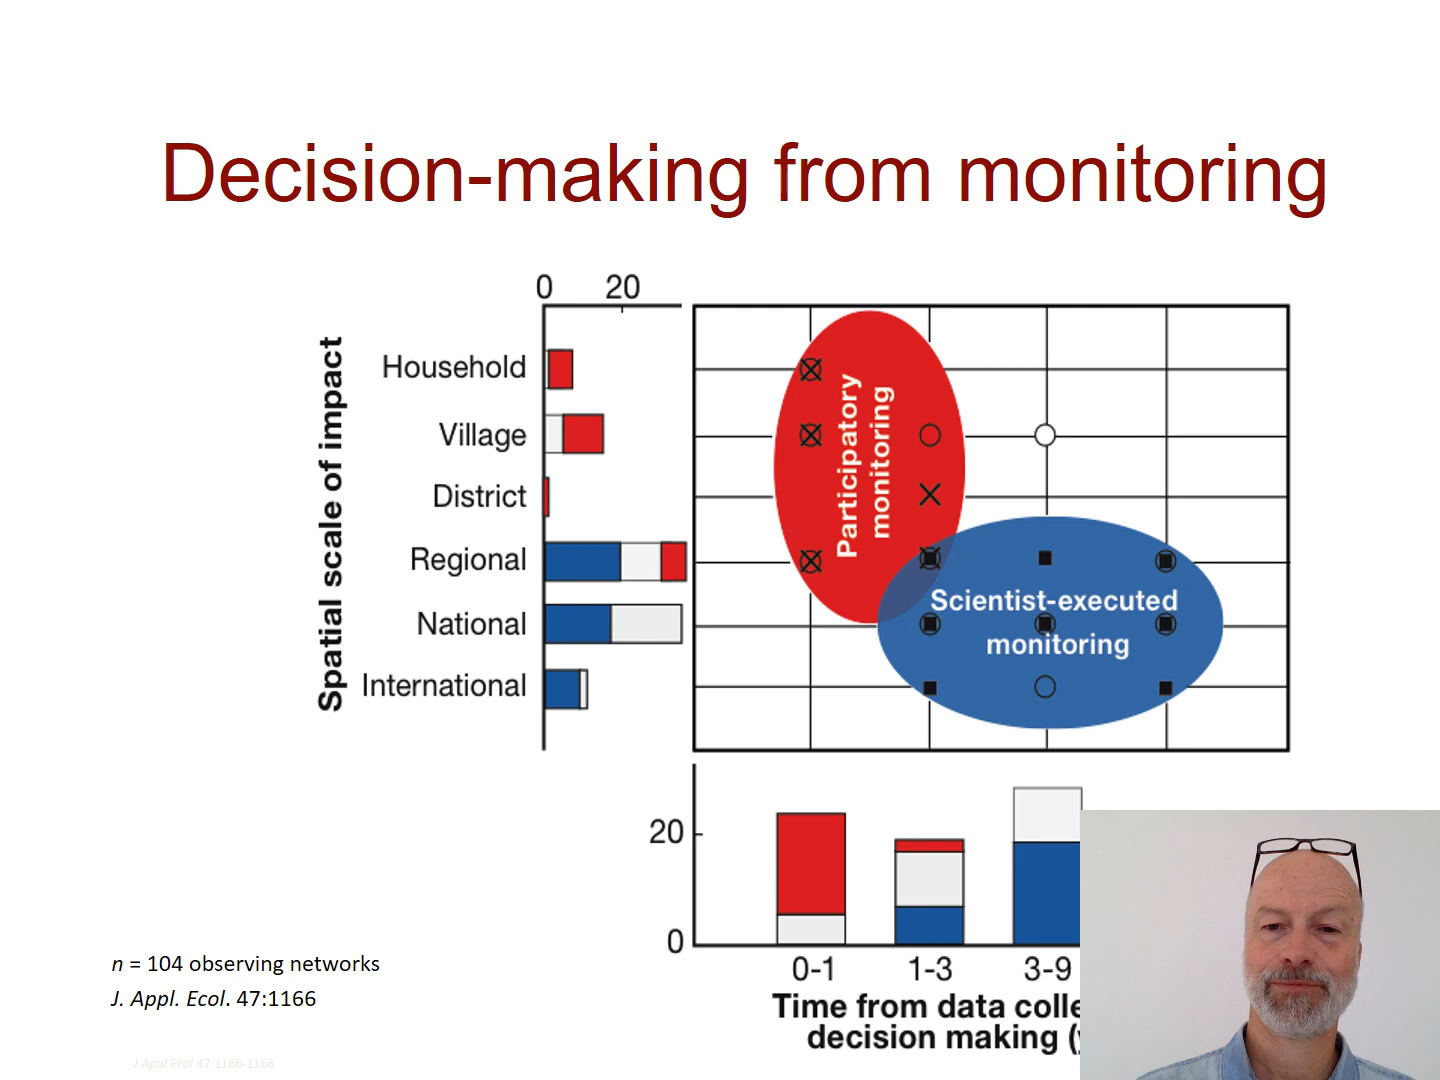 Decision-making from monitoring
0 20
Spatial scale of impact
Household
Village
District
Regional
National
International
Participatory
monitoring
Scientist-executed
monitoring
20
0
0-1 1-3 3-9
Time from data colle
decision making (
n = 104 observing networks
J. Appl. Ecol. 47:1166
J Appl Ecol 47:1166-1168